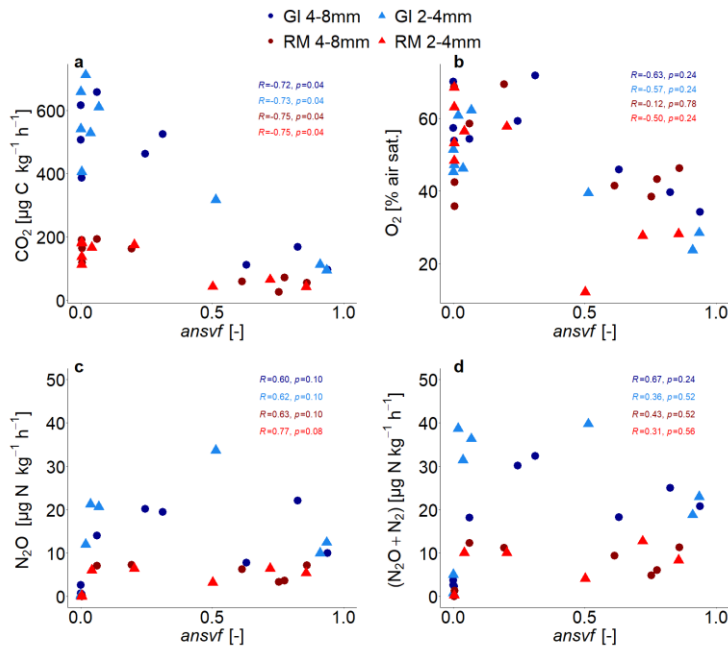 GI 4-8mm GI 2-4mm
RM 4-8mm RM 2-4mm
a
R=-0.72, p=0.04
R=-0.73, p=0.04
R=-0.75, p=0.04
R=-0.75, p=0.04
CO₂ [µg C kg⁻¹ h⁻¹]
600
400
200
0
0.0 0.5 1.0
ansvf [-]
b
R=-0.63, p=0.24
R=-0.57, p=0.24
R=-0.12, p=0.78
R=-0.50, p=0.24
O₂ [% air sat.]
60
40
20
0.0 0.5 1.0
ansvf [-]
c
R=0.60, p=0.10
R=0.62, p=0.10
R=0.63, p=0.10
R=0.77, p=0.08
N₂O [µg N kg⁻¹ h⁻¹]
50
40
30
20
10
0
0.0 0.5 1.0
ansvf [-]
d
R=0.67, p=0.24
R=0.36, p=0.52
R=0.43, p=0.52
R=0.31, p=0.56
(N₂O + N₂) [µg N kg⁻¹ h⁻¹]
50
40
30
20
10
0
0.0 0.5 1.0
ansvf [-]